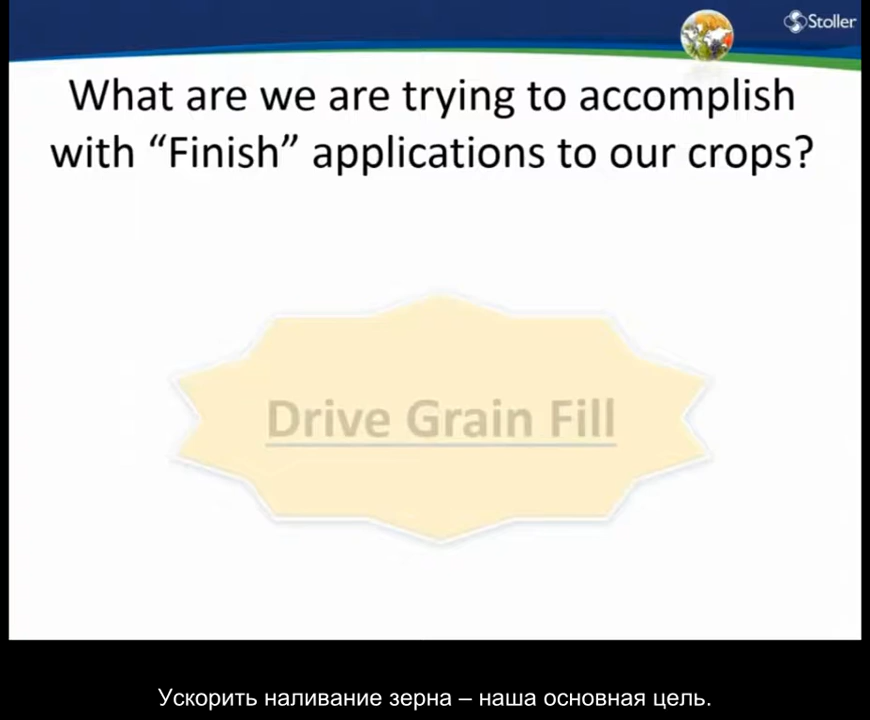 Stoller
What are we are trying to accomplish
with “Finish” applications to our crops?
Drive Grain Fill
Ускорить наливание зерна – наша основная цель.